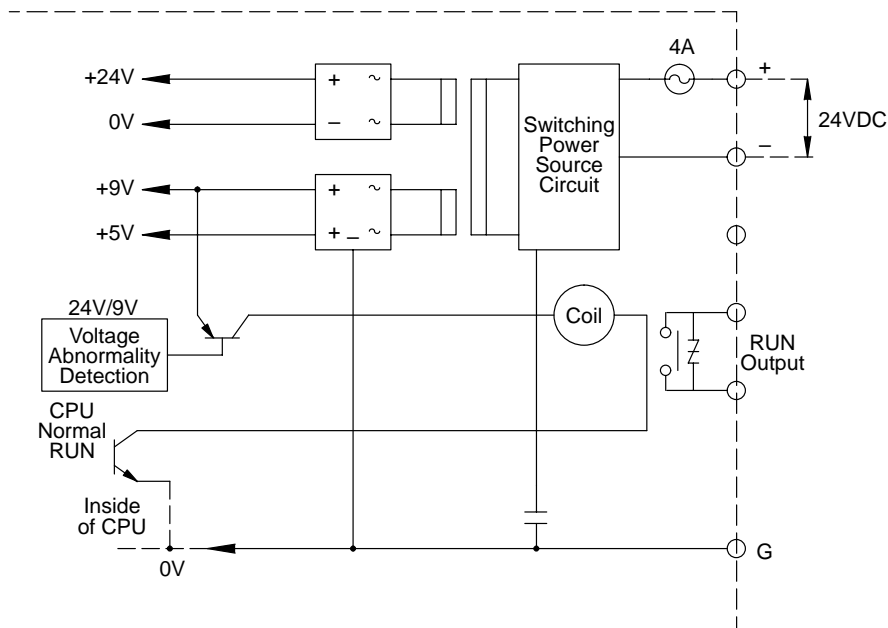 4A
+24V
+ ~
+
0V
− ~
−
24VDC
Switching
Power
Source
Circuit
+9V
+ ~
+5V
+ − ~
24V/9V
Voltage
Abnormality
Detection
Coil
RUN
Output
CPU
Normal
RUN
Inside
of CPU
0V
G